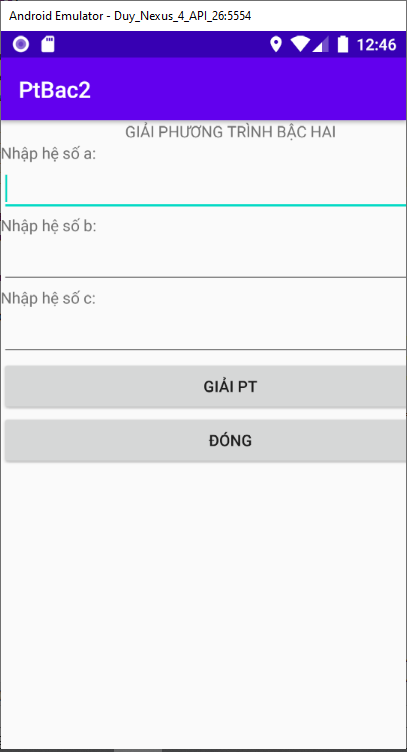 Android Emulator - Duy_Nexus_4_API_26:5554
12:46
PtBac2
GIẢI PHƯƠNG TRÌNH BẬC HAI
Nhập hệ số a:
Nhập hệ số b:
Nhập hệ số c:
GIẢI PT
ĐÓNG